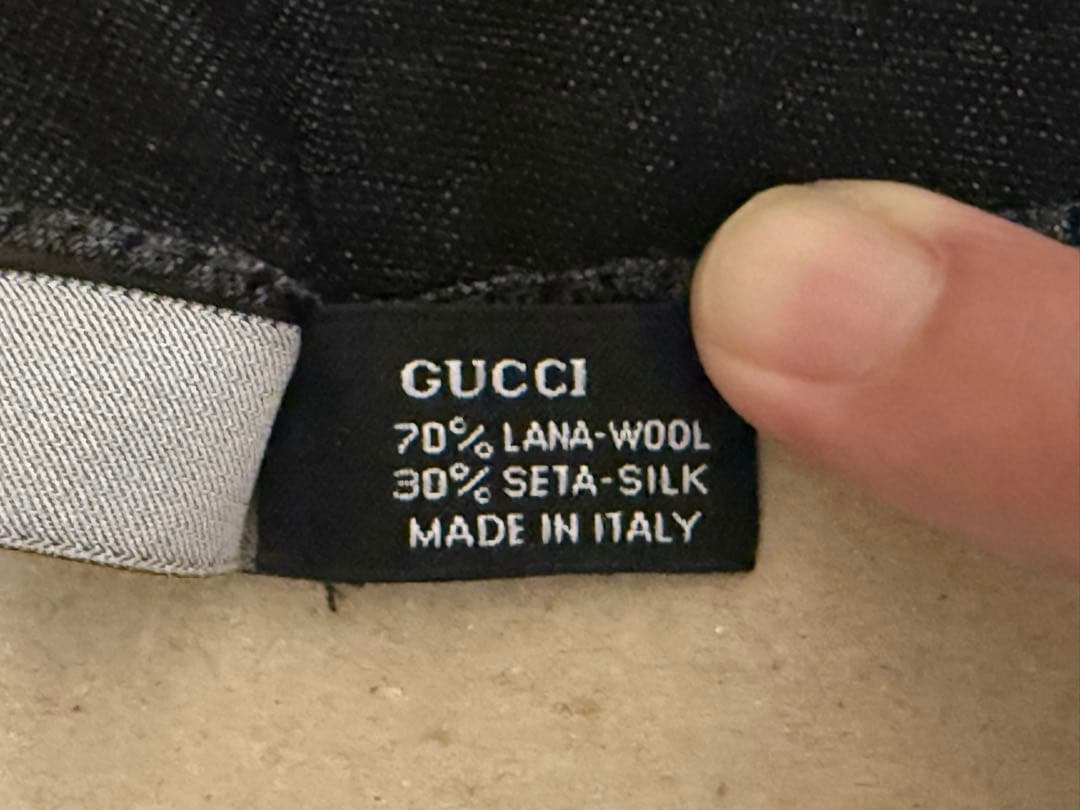 GUCCI
70% LANA-WOOL
30% SETA-SILK
MADE IN ITALY